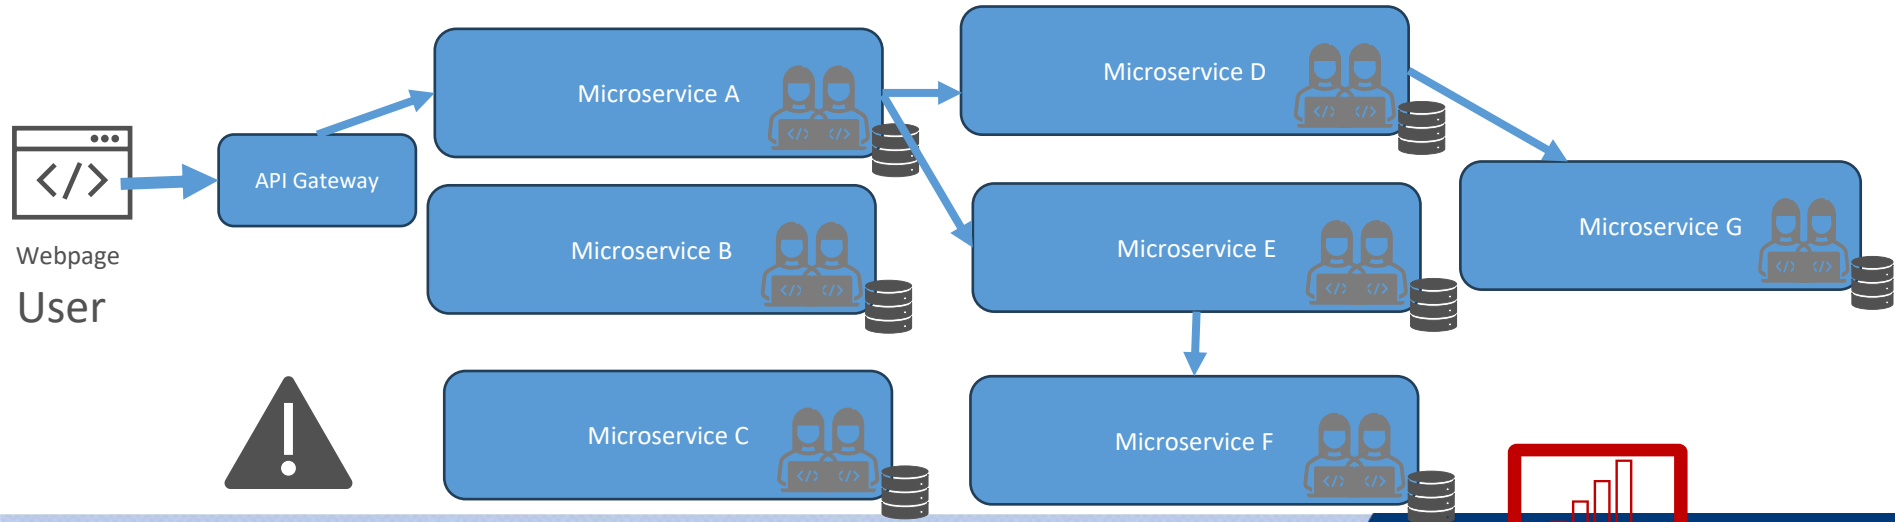 Microservice A
Microservice D
API Gateway
Microservice B
Microservice E
Microservice G
Webpage
User
Microservice C
Microservice F